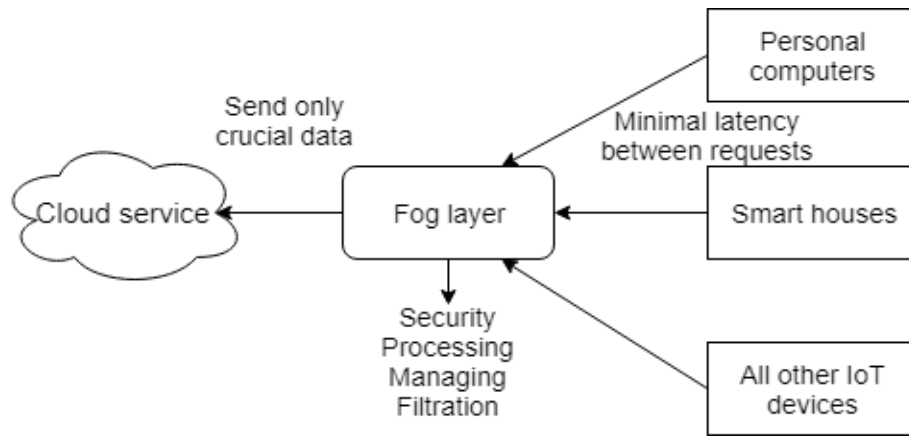 Personal
computers
Send only
crucial data
Minimal latency
between requests
Cloud service
Fog layer
Smart houses
Security
Processing
Managing
Filtration
All other IoT
devices